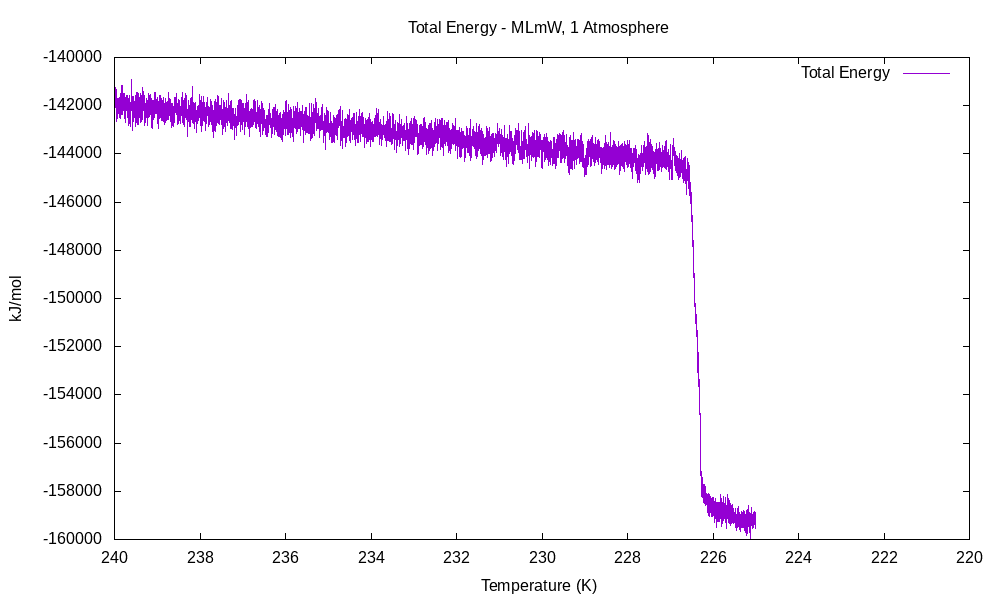 Total Energy - MLmW, 1 Atmosphere
Total Energy
-140000
-142000
-144000
-146000
-148000
-150000
-152000
-154000
-156000
-158000
-160000
kJ/mol
240 238 236 234 232 230 228 226 224 222 220
Temperature (K)